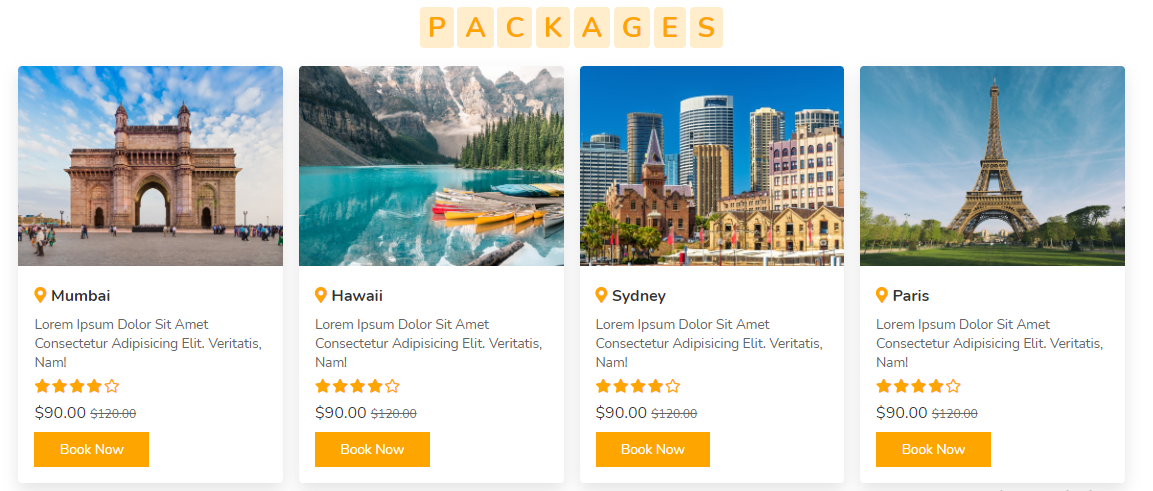 PACKAGES
Mumbai
Lorem Ipsum Dolor Sit Amet
Consectetur Adipisicing Elit. Veritatis,
Nam!
$90.00 $120.00
Book Now
Hawaii
Lorem Ipsum Dolor Sit Amet
Consectetur Adipisicing Elit. Veritatis,
Nam!
$90.00 $120.00
Book Now
Sydney
Lorem Ipsum Dolor Sit Amet
Consectetur Adipisicing Elit. Veritatis,
Nam!
$90.00 $120.00
Book Now
Paris
Lorem Ipsum Dolor Sit Amet
Consectetur Adipisicing Elit. Veritatis,
Nam!
$90.00 $120.00
Book Now